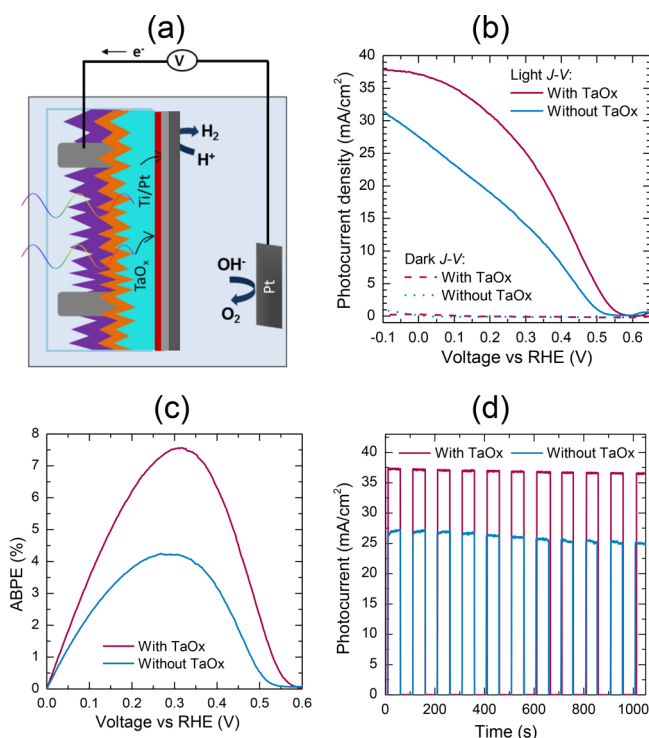 (a)
e-
V
H2
H+
Ti/Pt
TaOx
OH-
O2
Pt
(b)
Photocurrent density (mA/cm2)
40
35
30
25
20
15
10
5
0
Light J-V:
With TaOx
Without TaOx
Dark J-V:
With TaOx
Without TaOx
-0.1 0.0 0.1 0.2 0.3 0.4 0.5 0.6
Voltage vs RHE (V)
(c)
ABPE (%)
8
7
6
5
4
3
2
1
0
With TaOx
Without TaOx
0.0 0.1 0.2 0.3 0.4 0.5 0.6
Voltage vs RHE (V)
(d)
Photocurrent (mA/cm2)
45
40
35
30
25
20
15
10
5
0
With TaOx Without TaOx
0 200 400 600 800 1000
Time (s)